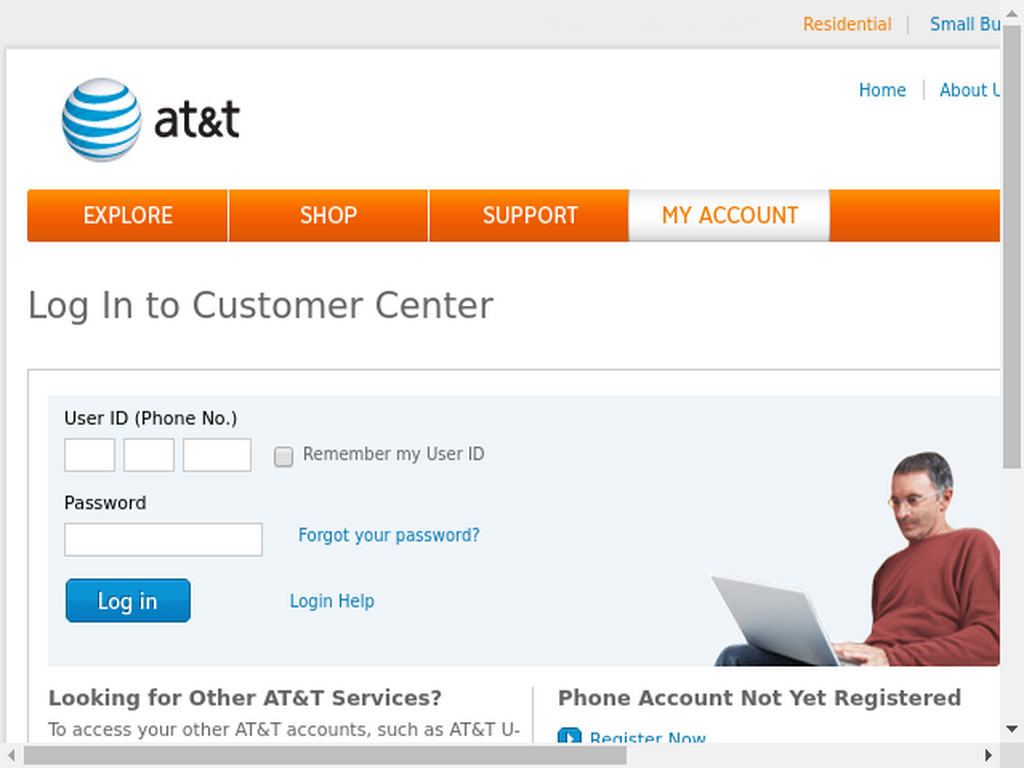 Residential
Small Bu
Home
About U
at&t
EXPLORE
SHOP
SUPPORT
MY ACCOUNT
Log In to Customer Center
User ID (Phone No.)
Remember my User ID
Password
Forgot your password?
Log in
Login Help
Looking for Other AT&T Services?
To access your other AT&T accounts, such as AT&T U-
Phone Account Not Yet Registered
Register Now